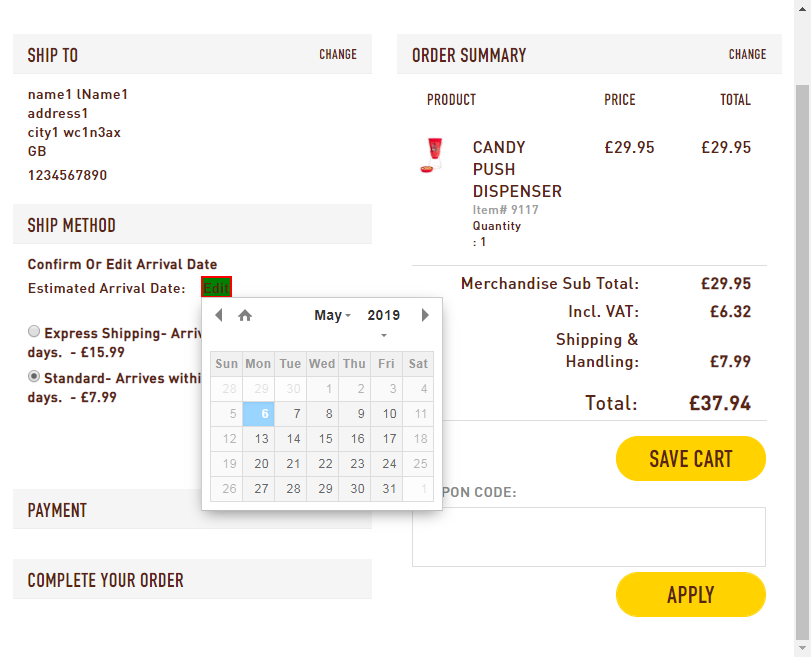 SHIP TO CHANGE
name1 lName1
address1
city1 wc1n3ax
GB
1234567890
SHIP METHOD
Confirm Or Edit Arrival Date
Estimated Arrival Date: Edit
Express Shipping- Arriv
days. - £15.99
Standard- Arrives within
days. - £7.99
May 2019
Sun Mon Tue Wed Thu Fri Sat
28 29 30 1 2 3 4
5 6 7 8 9 10 11
12 13 14 15 16 17 18
19 20 21 22 23 24 25
26 27 28 29 30 31 1
PAYMENT
COMPLETE YOUR ORDER
ORDER SUMMARY CHANGE
PRODUCT PRICE TOTAL
CANDY £29.95 £29.95
PUSH
DISPENSER
Item# 9117
Quantity
: 1
Merchandise Sub Total: £29.95
Incl. VAT: £6.32
Shipping &
Handling: £7.99
Total: £37.94
SAVE CART
PON CODE:
APPLY